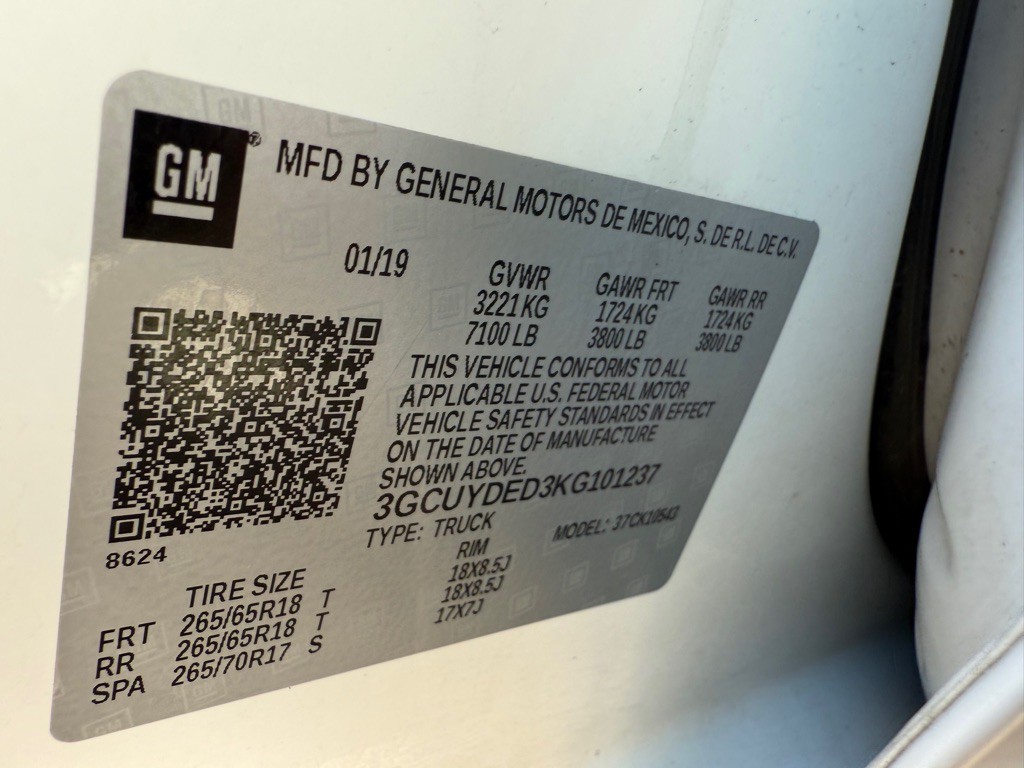 GM® MFD BY GENERAL MOTORS DE MEXICO, S. DE R.L. DE C.V.
01/19
GVWR GAWR FRT GAWR RR
3221 KG 1724 KG 1724 KG
7100 LB 3800 LB 3800 LB
THIS VEHICLE CONFORMS TO ALL
APPLICABLE U.S. FEDERAL MOTOR
VEHICLE SAFETY STANDARDS IN EFFECT
ON THE DATE OF MANUFACTURE
SHOWN ABOVE.
3GCUYDED3KG101237
TYPE: TRUCK MODEL: 37CK10543
8624
TIRE SIZE RIM
FRT 265/65R18 T 18X8.5J
RR 265/65R18 T 18X8.5J
SPA 265/70R17 S 17X7J